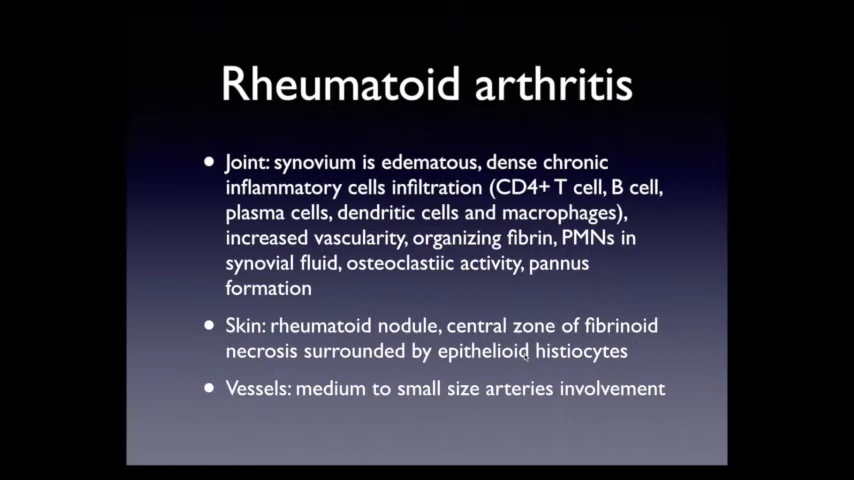 Rheumatoid arthritis
• Joint: synovium is edematous, dense chronic
inflammatory cells infiltration (CD4+ T cell, B cell,
plasma cells, dendritic cells and macrophages),
increased vascularity, organizing fibrin, PMNs in
synovial fluid, osteoclastiic activity, pannus
formation
• Skin: rheumatoid nodule, central zone of fibrinoid
necrosis surrounded by epithelioid histiocytes
• Vessels: medium to small size arteries involvement